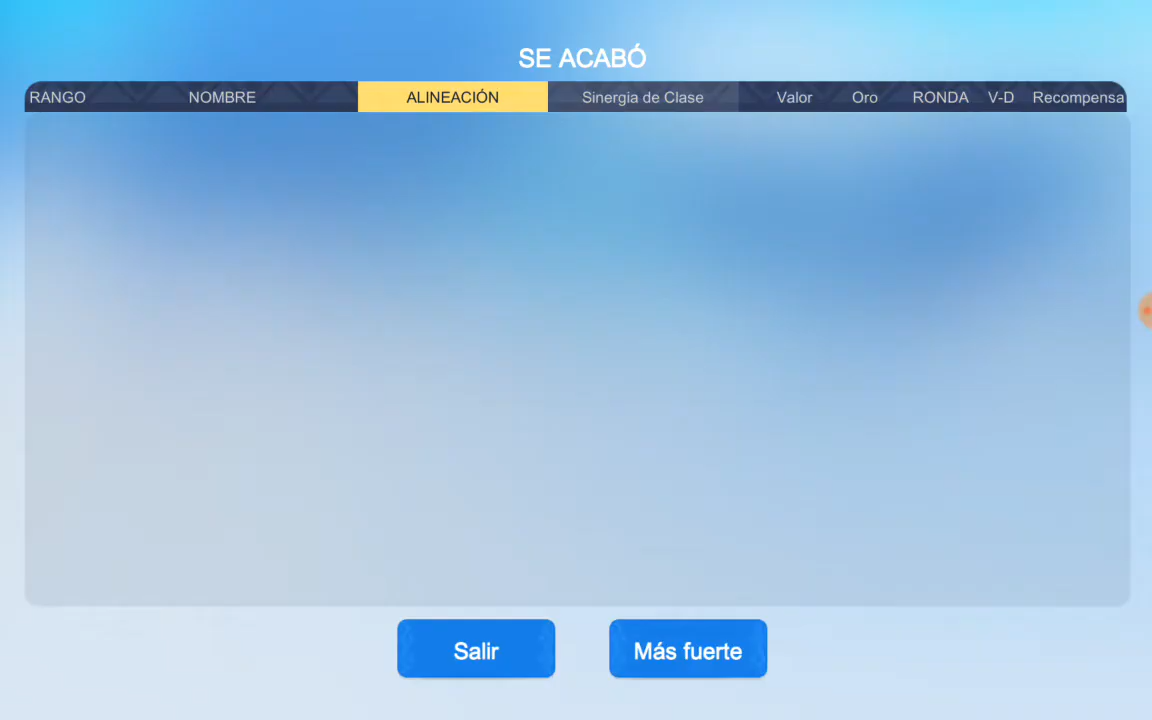 SE ACABÓ
RANGO NOMBRE ALINEACIÓN Sinergia de Clase Valor Oro RONDA V-D Recompensa
Salir Más fuerte